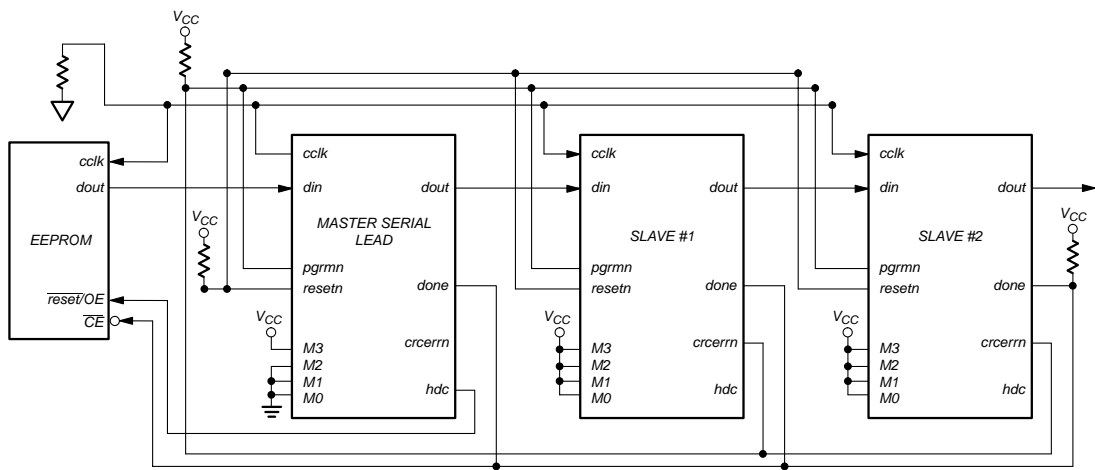 VCC
VCC
VCC
EEPROM
cclk
dout
reset/OE
CE
MASTER SERIAL
LEAD
cclk
din
pgrmn
resetn
VCC
M3
M2
M1
M0
dout
done
crcerrn
hdc
SLAVE #1
cclk
din
pgrmn
resetn
VCC
M3
M2
M1
M0
dout
done
crcerrn
hdc
SLAVE #2
cclk
din
pgrmn
resetn
VCC
M3
M2
M1
M0
dout
done
crcerrn
hdc
VCC